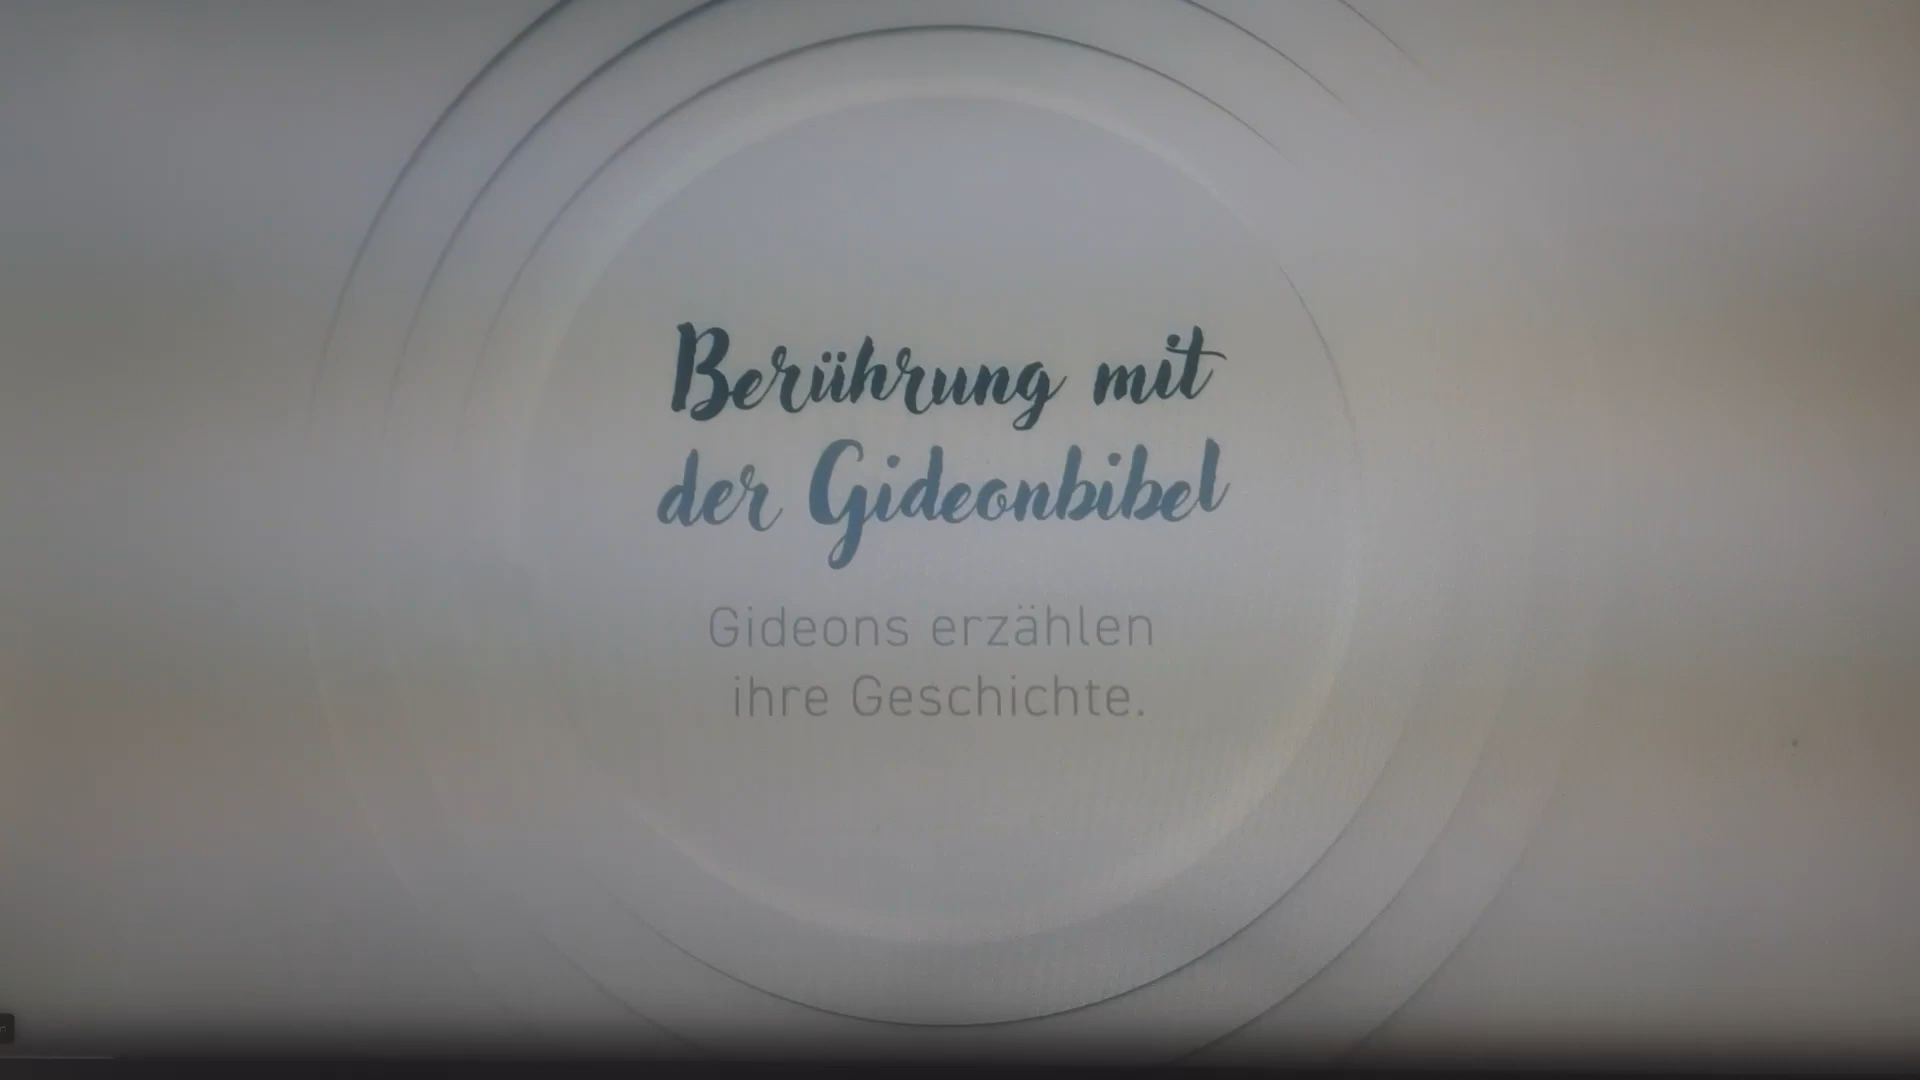 Berührung mit
der Gideonbibel
Gideons erzählen
ihre Geschichte.